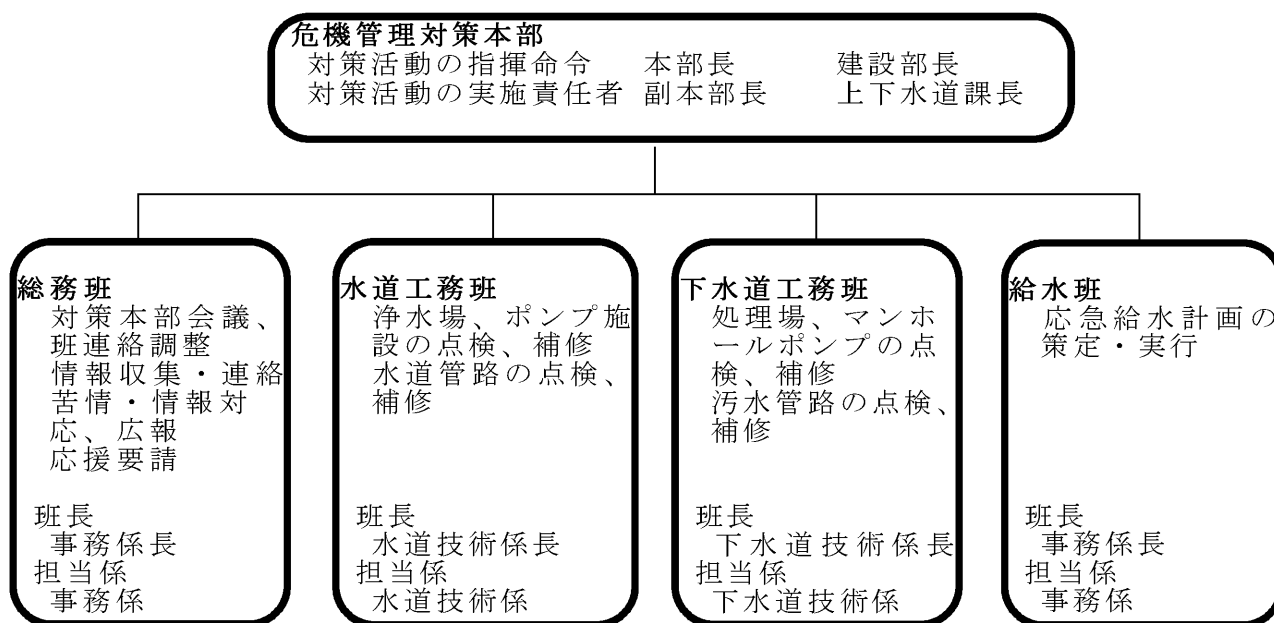 危機管理対策本部
対策活動の指揮命令 本部長 建設部長
対策活動の実施責任者 副本部長 上下水道課長
総務班
対策本部会議、
班連絡調整
情報収集・連絡
苦情・情報対
応、広報
応援要請
班長
事務係長
担当係
事務係
水道工務班
浄水場、ポンプ施
設の点検、補修
水道管路の点検、
補修
班長
水道技術係長
担当係
水道技術係
下水道工務班
処理場、マンホ
ールポンプの点
検、補修
汚水管路の点検、
補修
班長
下水道技術係長
担当係
下水道技術係
給水班
応急給水計画の
策定・実行
班長
事務係長
担当係
事務係